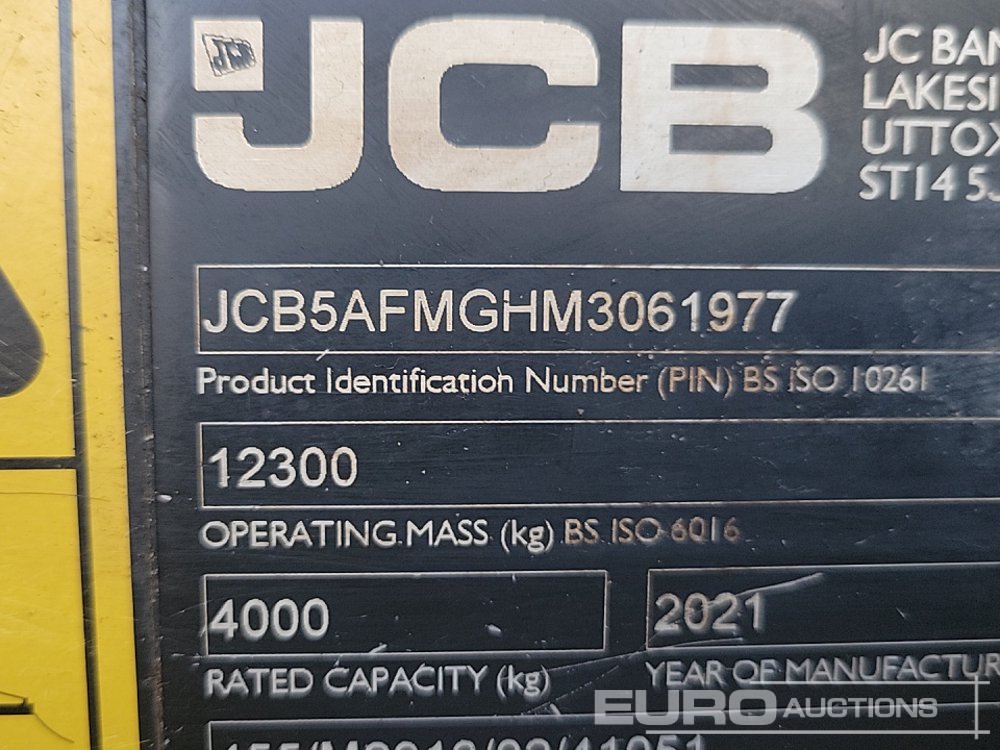 JCB
JC BAM
LAKESI
UTTOX
ST14 5J
JCB5AFMGHM3061977
Product Identification Number (PIN) BS ISO 10261
12300
OPERATING MASS (kg) BS ISO 6016
4000
2021
RATED CAPACITY (kg)
YEAR OF MANUFACTUR
EURO AUCTIONS